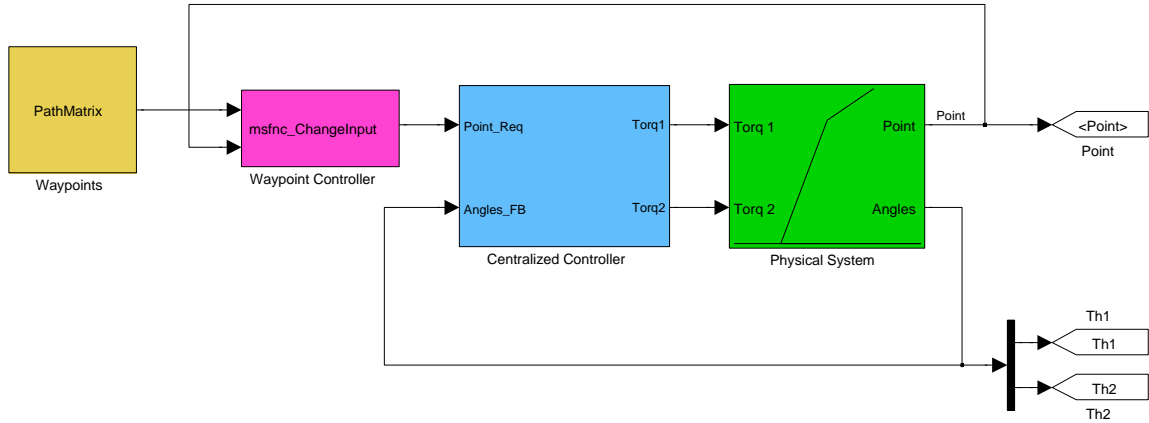 PathMatrix
Waypoints
msfnc_ChangeInput
Waypoint Controller
Point_Req
Angles_FB
Torq1
Torq2
Centralized Controller
Torq 1
Torq 2
Point
Angles
Physical System
Point
<Point>
Point
Th1
Th1
Th2
Th2